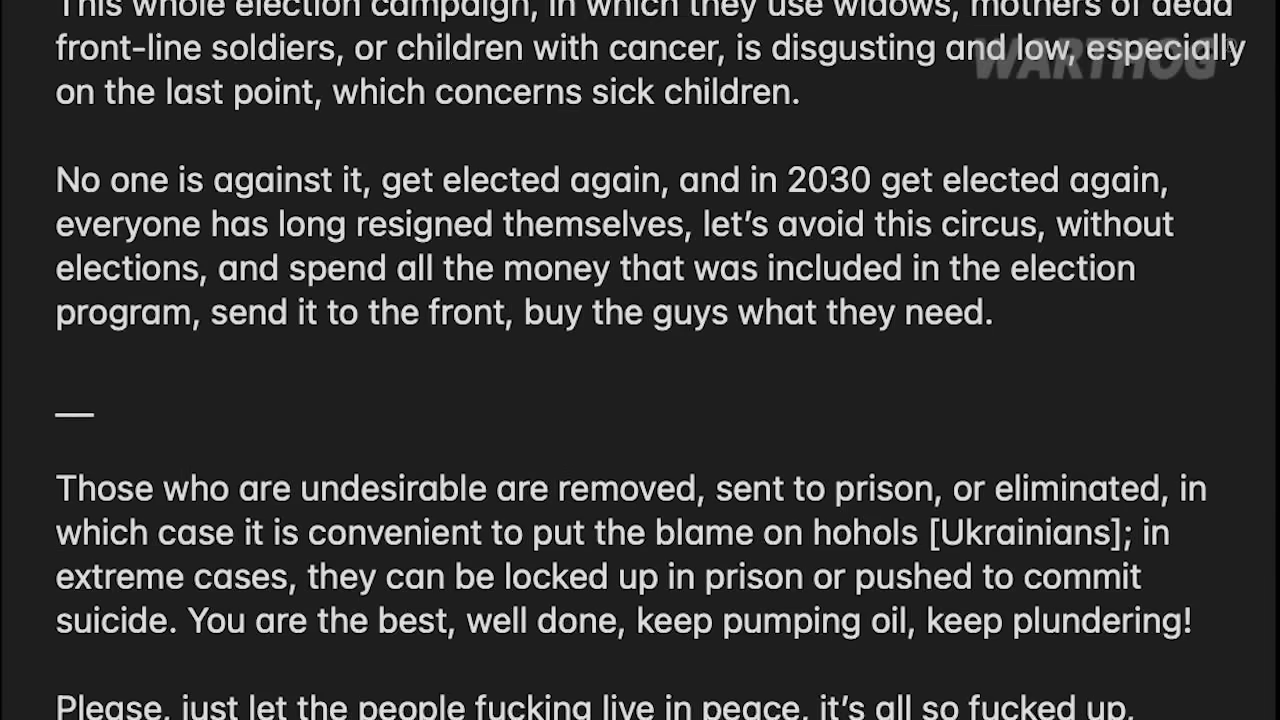 This whole election campaign, in which they use widows, mothers of dead
front-line soldiers, or children with cancer, is disgusting and low, especially
WARTHOG
on the last point, which concerns sick children.
No one is against it, get elected again, and in 2030 get elected again,
everyone has long resigned themselves, let's avoid this circus, without
elections, and spend all the money that was included in the election
program, send it to the front, buy the guys what they need.
—
Those who are undesirable are removed, sent to prison, or eliminated, in
which case it is convenient to put the blame on hohols [Ukrainians]; in
extreme cases, they can be locked up in prison or pushed to commit
suicide. You are the best, well done, keep pumping oil, keep plundering!
Please, just let the people fucking live in peace, it's all so fucked up,